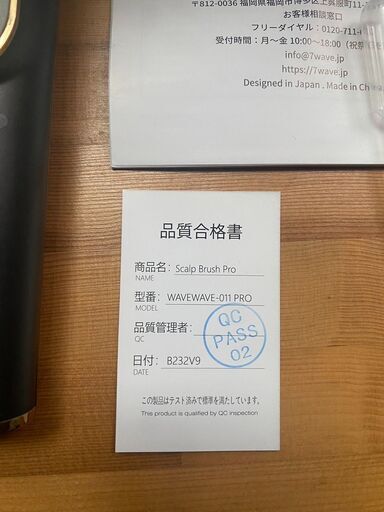 〒812-0036 福岡県福岡市博多区上呉服町11-
お客様相談窓口
フリーダイヤル：0120-711-
受付時間：月～金 10:00～18:00（祝祭
info@7wave.jp
https://7wave.jp
Designed in Japan . Made in China
品質合格書
商品名： Scalp Brush Pro
NAME
型番： WAVEWAVE-011 PRO
MODEL
品質管理者：
QC
QC
PASS
02
日付： B232V9
DATE
この製品はテスト済みで標準を満たしています。
This product is qualified by QC inspection